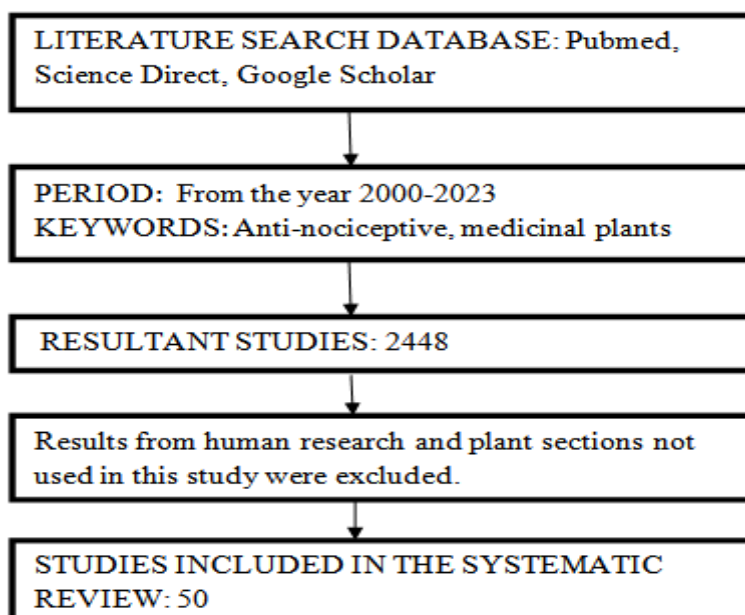 LITERATURE SEARCH DATABASE: Pubmed,
Science Direct, Google Scholar
PERIOD: From the year 2000-2023
KEYWORDS: Anti-nociceptive, medicinal plants
RESULTANT STUDIES: 2448
Results from human research and plant sections not
used in this study were excluded.
STUDIES INCLUDED IN THE SYSTEMATIC
REVIEW: 50